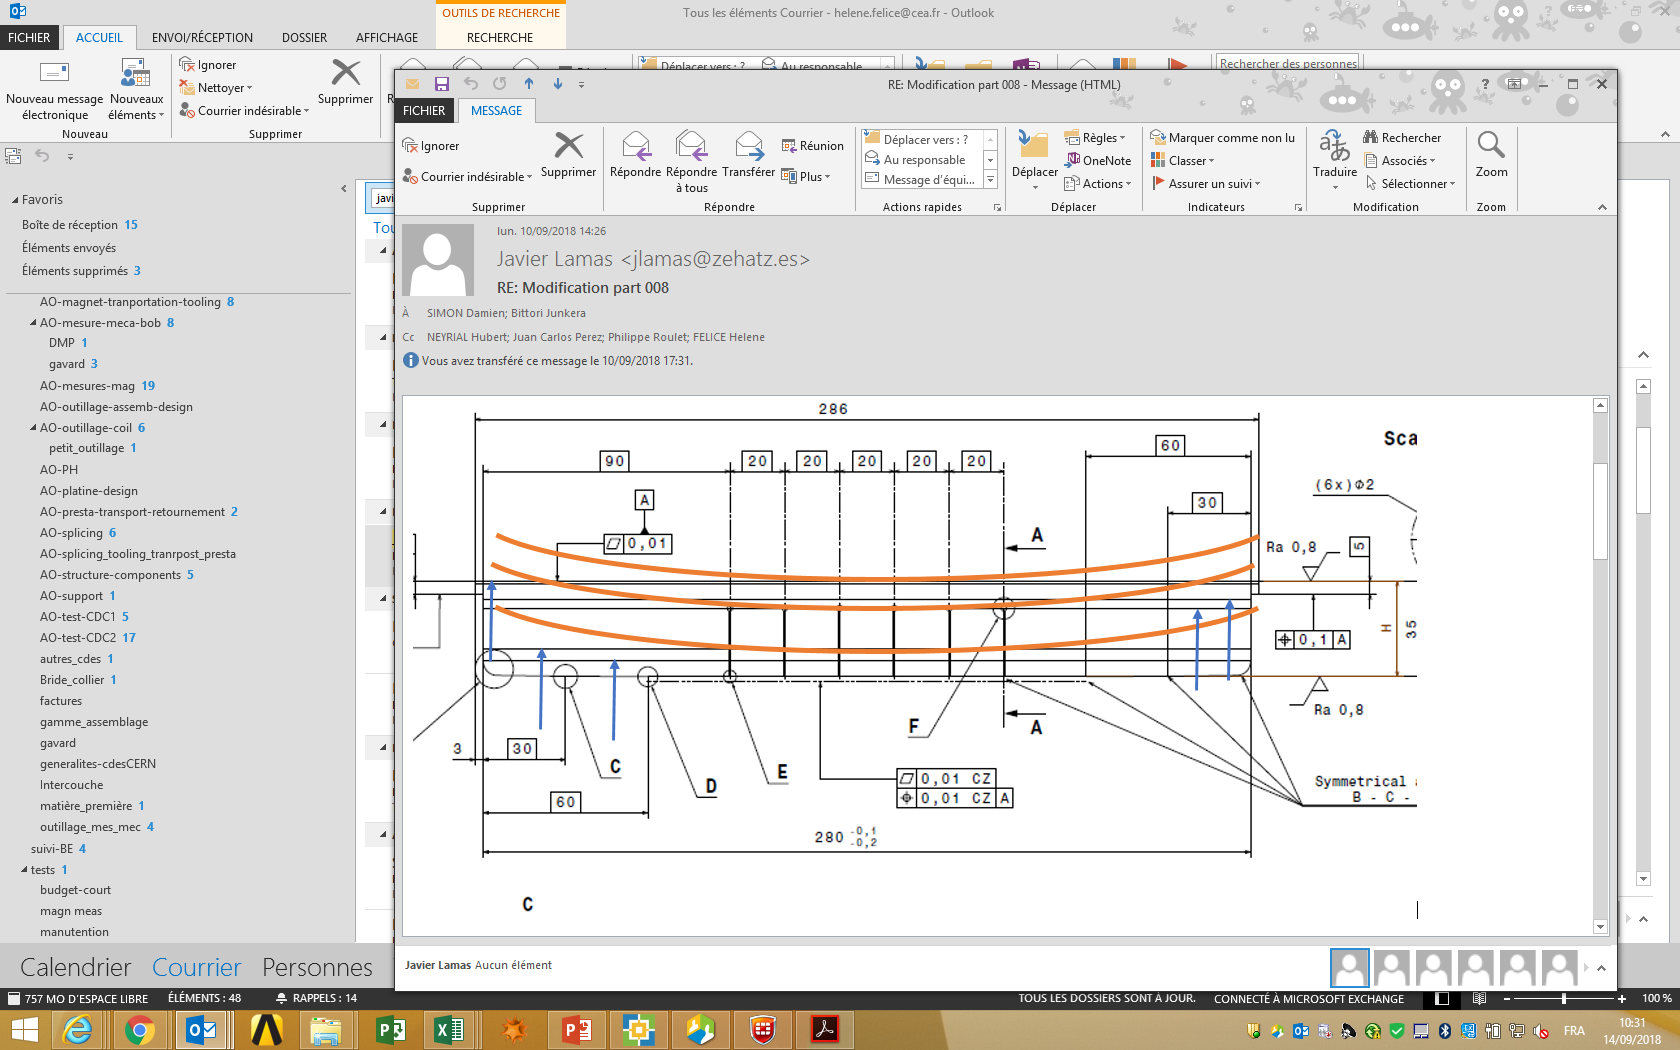 OUTILS DE RECHERCHE
Tous les éléments Courrier - helene.felice@cea.fr - Outlook
FICHIER
ACCUEIL
ENVOI/RÉCEPTION
DOSSIER
AFFICHAGE
RECHERCHE
Nouveau message électronique
Nouveaux éléments
Nouveau
Ignorer
Nettoyer
Courrier indésirable
Supprimer
Supprimer
Déplacer vers : ?
Au responsable
Rechercher des personnes
RE: Modification part 008 - Message (HTML)
FICHIER
MESSAGE
Ignorer
Courrier indésirable
Supprimer
Supprimer
Répondre
Répondre à tous
Transférer
Réunion
Plus
Répondre
Déplacer vers : ?
Au responsable
Message d'équi...
Actions rapides
Déplacer
Règles
OneNote
Actions
Déplacer
Marquer comme non lu
Classer
Assurer un suivi
Indicateurs
Traduire
Rechercher
Associés
Sélectionner
Modification
Zoom
Zoom
Favoris
Boîte de réception 15
Éléments envoyés
Éléments supprimés 3
AO-magnet-tranportation-tooling 8
AO-mesure-meca-bob 8
DMP 1
gavard 3
AO-mesures-mag 19
AO-outillage-assemb-design
AO-outillage-coil 6
petit_outillage 1
AO-PH
AO-platine-design
AO-presta-transport-retournement 2
AO-splicing 6
AO-splicing_tooling_tranrpost_presta
AO-structure-components 5
AO-support 1
AO-test-CDC1 5
AO-test-CDC2 17
autres_cdes 1
Bride_collier 1
factures
gamme_assemblage
gavard
generalites-cdesCERN
Intercouche
matière_première 1
outillage_mes_mec 4
suivi-BE 4
tests 1
budget-court
magn meas
manutention
javi
Tou
lun. 10/09/2018 14:26
Javier Lamas <jlamas@zehatz.es>
RE: Modification part 008
À SIMON Damien; Bittori Junkera
Cc NEYRIAL Hubert; Juan Carlos Perez; Philippe Roulet; FELICE Helene
Vous avez transféré ce message le 10/09/2018 17:31.
286
Sca
60
90 20 20 20 20 20
(6x)Ø2
A
30
0,01
A
Ra 0,8
5
0,1 A
H
35
Ra 0,8
F
A
3
30
C
E
D
0,01 CZ
0,01 CZ A
Symmetrical
B - C -
60
280 -0,1 -0,2
C
Javier Lamas Aucun élément
Calendrier Courrier Personnes
757 MO D'ESPACE LIBRE
ÉLÉMENTS : 48
RAPPELS : 14
TOUS LES DOSSIERS SONT À JOUR.
CONNECTÉ À MICROSOFT EXCHANGE
100 %
FRA
10:31
14/09/2018